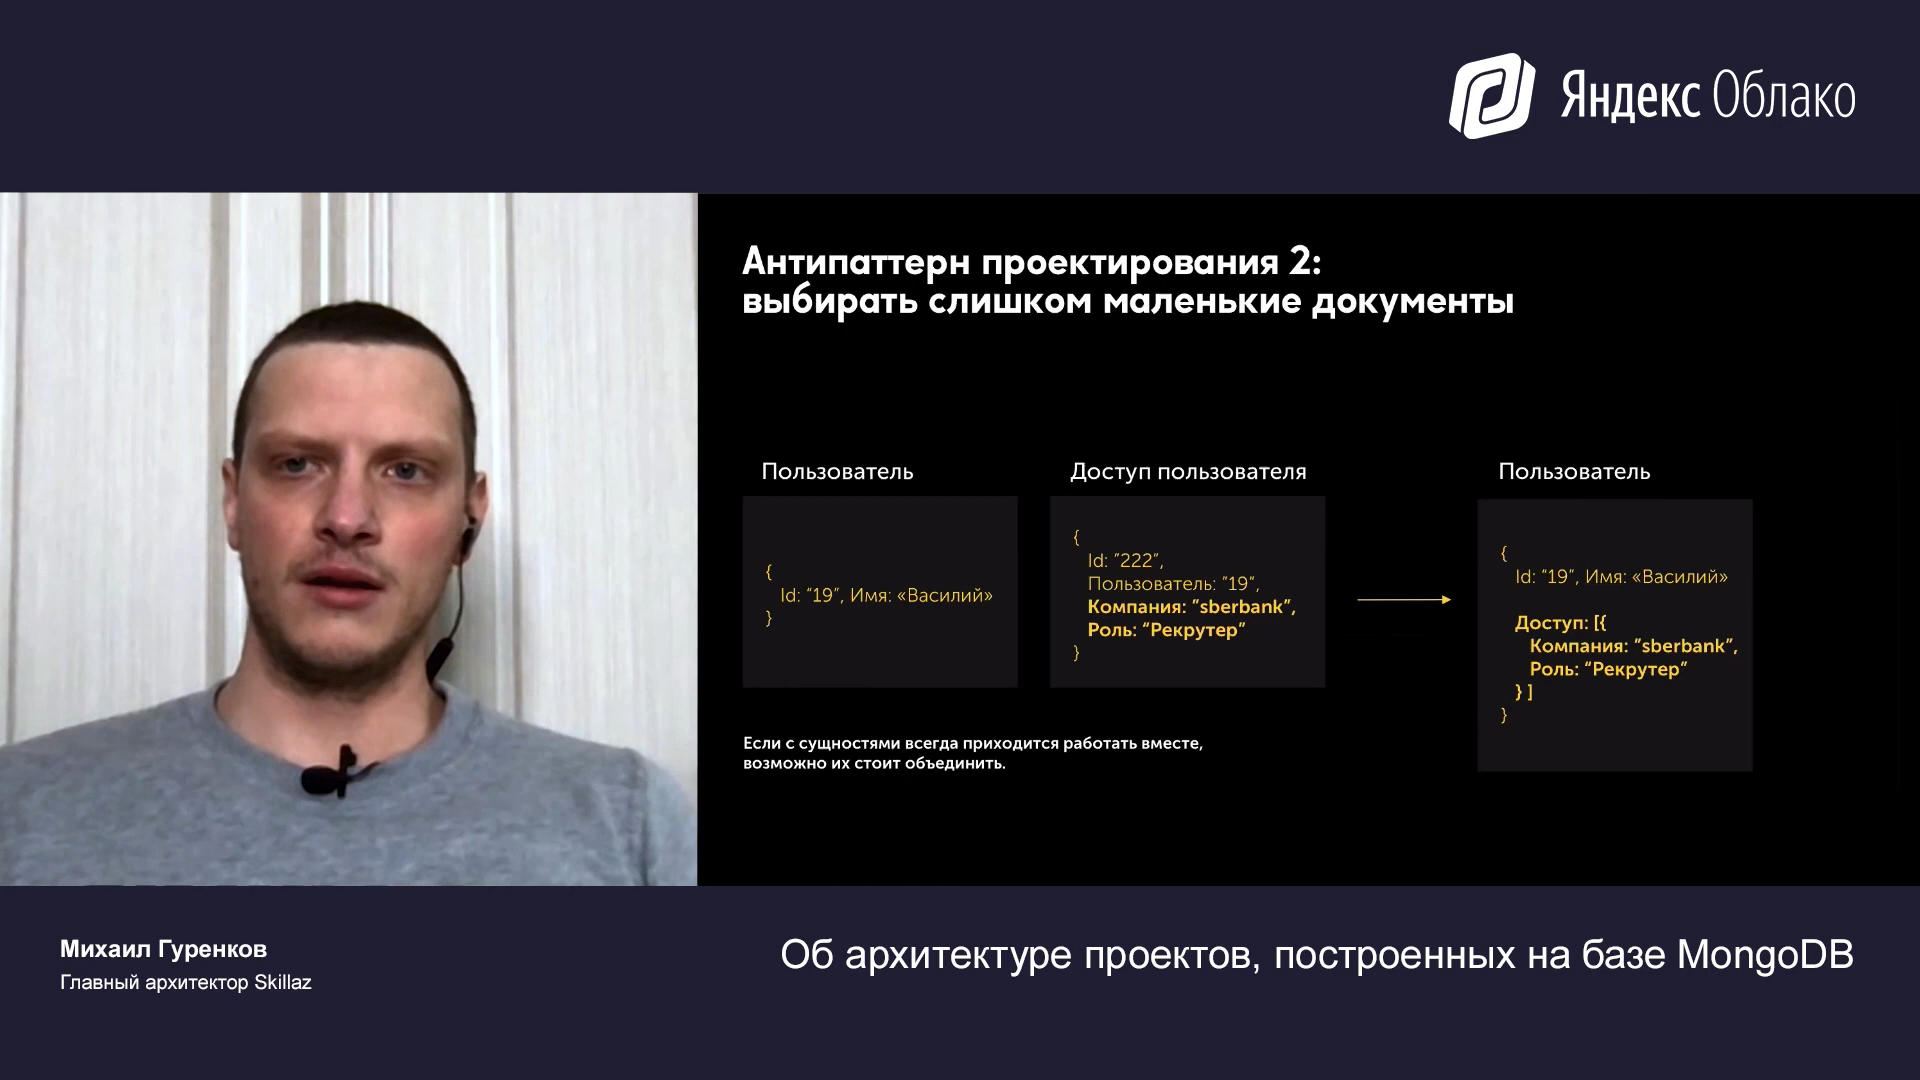 Яндекс Облако
Антипаттерн проектирования 2:
выбирать слишком маленькие документы
Пользователь
{
Id: “19”, Имя: «Василий»
}
Доступ пользователя
{
Id: ”222”,
Пользователь: ”19”,
Компания: ”sberbank”,
Роль: “Рекрутер”
}
Пользователь
{
Id: “19”, Имя: «Василий»
Доступ: [{
Компания: ”sberbank”,
Роль: “Рекрутер”
} ]
}
Если с сущностями всегда приходится работать вместе,
возможно их стоит объединить.
Михаил Гуренков
Главный архитектор Skillaz
Об архитектуре проектов, построенных на базе MongoDB